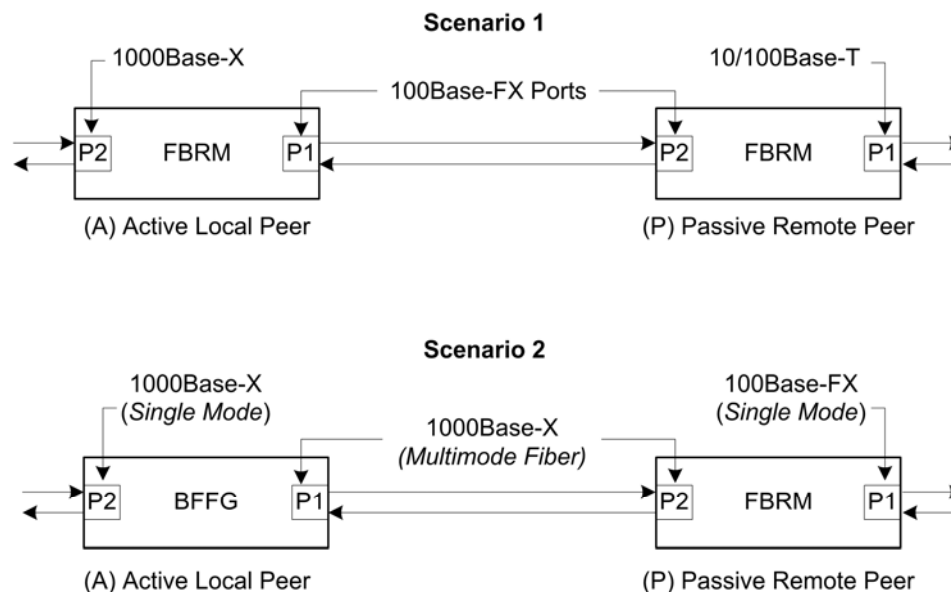 Scenario 1
1000Base-X
10/100Base-T
100Base-FX Ports
P2 FBRM P1
P2 FBRM P1
(A) Active Local Peer
(P) Passive Remote Peer
Scenario 2
1000Base-X
(Single Mode)
100Base-FX
(Single Mode)
1000Base-X
(Multimode Fiber)
P2 BFFG P1
P2 FBRM P1
(A) Active Local Peer
(P) Passive Remote Peer